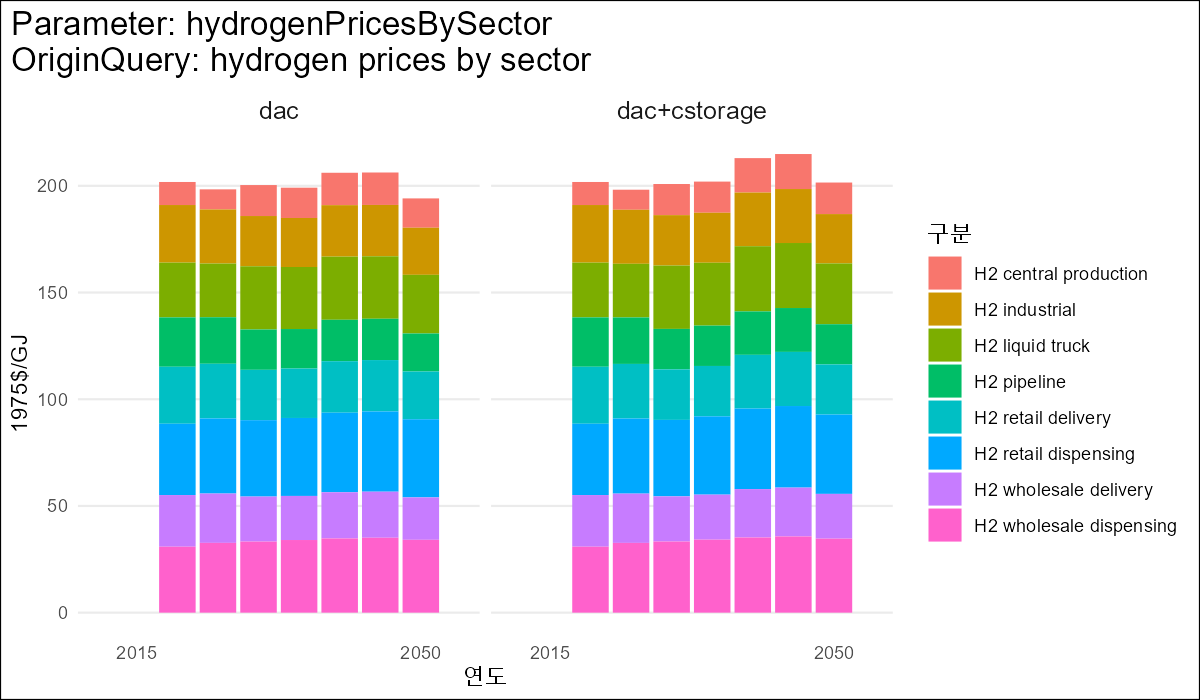 Parameter: hydrogenPricesBySector
OriginQuery: hydrogen prices by sector
dac
dac+cstorage
200
150
100
50
0
1975$/GJ
2015
2050
2015
2050
연도
구분
H2 central production
H2 industrial
H2 liquid truck
H2 pipeline
H2 retail delivery
H2 retail dispensing
H2 wholesale delivery
H2 wholesale dispensing